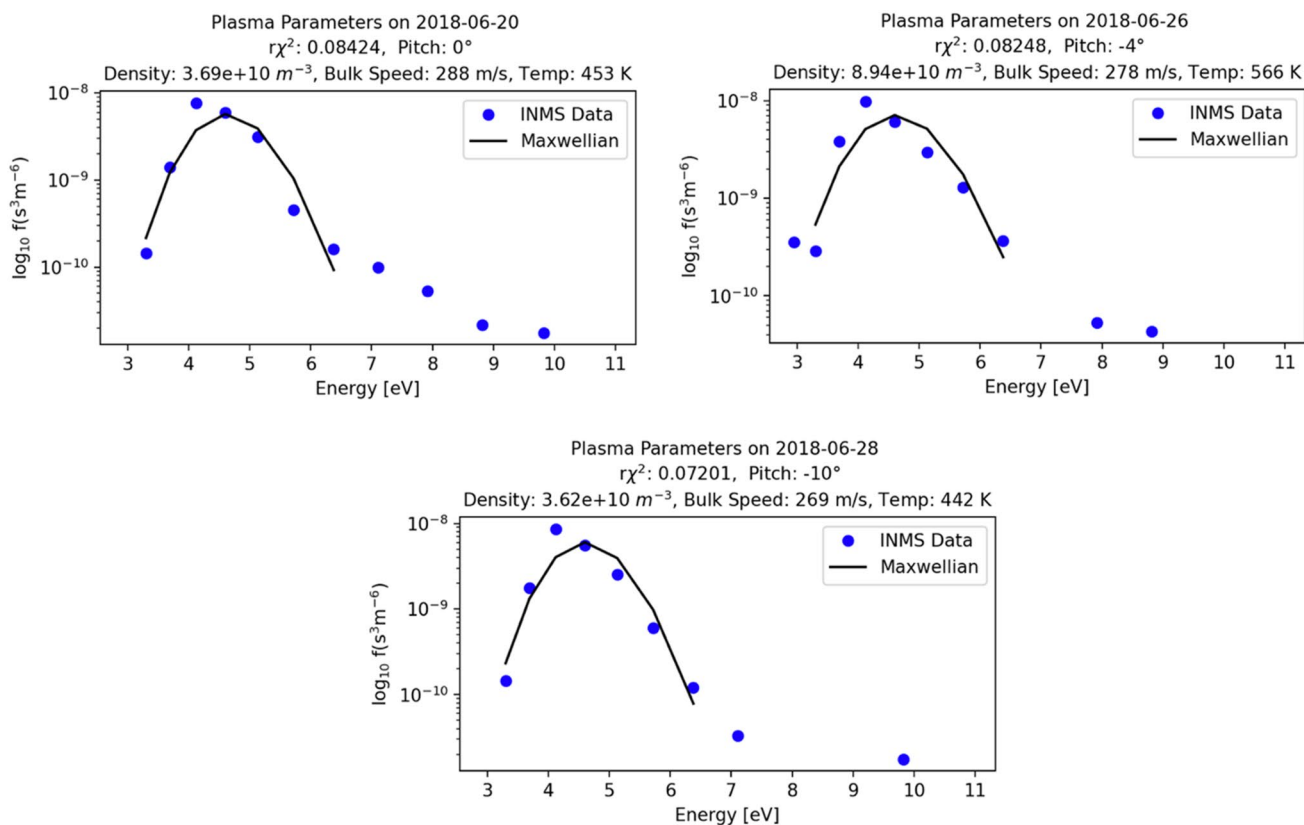 Plasma Parameters on 2018-06-20
rχ²: 0.08424, Pitch: 0°
Density: 3.69e+10 m⁻³, Bulk Speed: 288 m/s, Temp: 453 K
10⁻⁸
10⁻⁹
10⁻¹⁰
log₁₀ f(s³m⁻⁶)
INMS Data
Maxwellian
3 4 5 6 7 8 9 10 11
Energy [eV]
Plasma Parameters on 2018-06-26
rχ²: 0.08248, Pitch: -4°
Density: 8.94e+10 m⁻³, Bulk Speed: 278 m/s, Temp: 566 K
10⁻⁸
10⁻⁹
10⁻¹⁰
log₁₀ f(s³m⁻⁶)
INMS Data
Maxwellian
3 4 5 6 7 8 9 10 11
Energy [eV]
Plasma Parameters on 2018-06-28
rχ²: 0.07201, Pitch: -10°
Density: 3.62e+10 m⁻³, Bulk Speed: 269 m/s, Temp: 442 K
10⁻⁸
10⁻⁹
10⁻¹⁰
log₁₀ f(s³m⁻⁶)
INMS Data
Maxwellian
3 4 5 6 7 8 9 10 11
Energy [eV]